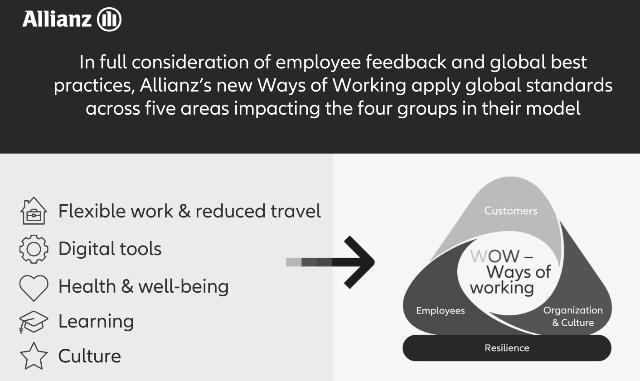 Allianz
In full consideration of employee feedback and global best
practices, Allianz's new Ways of Working apply global standards
across five areas impacting the four groups in their model
Flexible work & reduced travel
Digital tools
Health & well-being
Learning
Culture
Customers
WOW –
Ways of
working
Employees
Organization
& Culture
Resilience